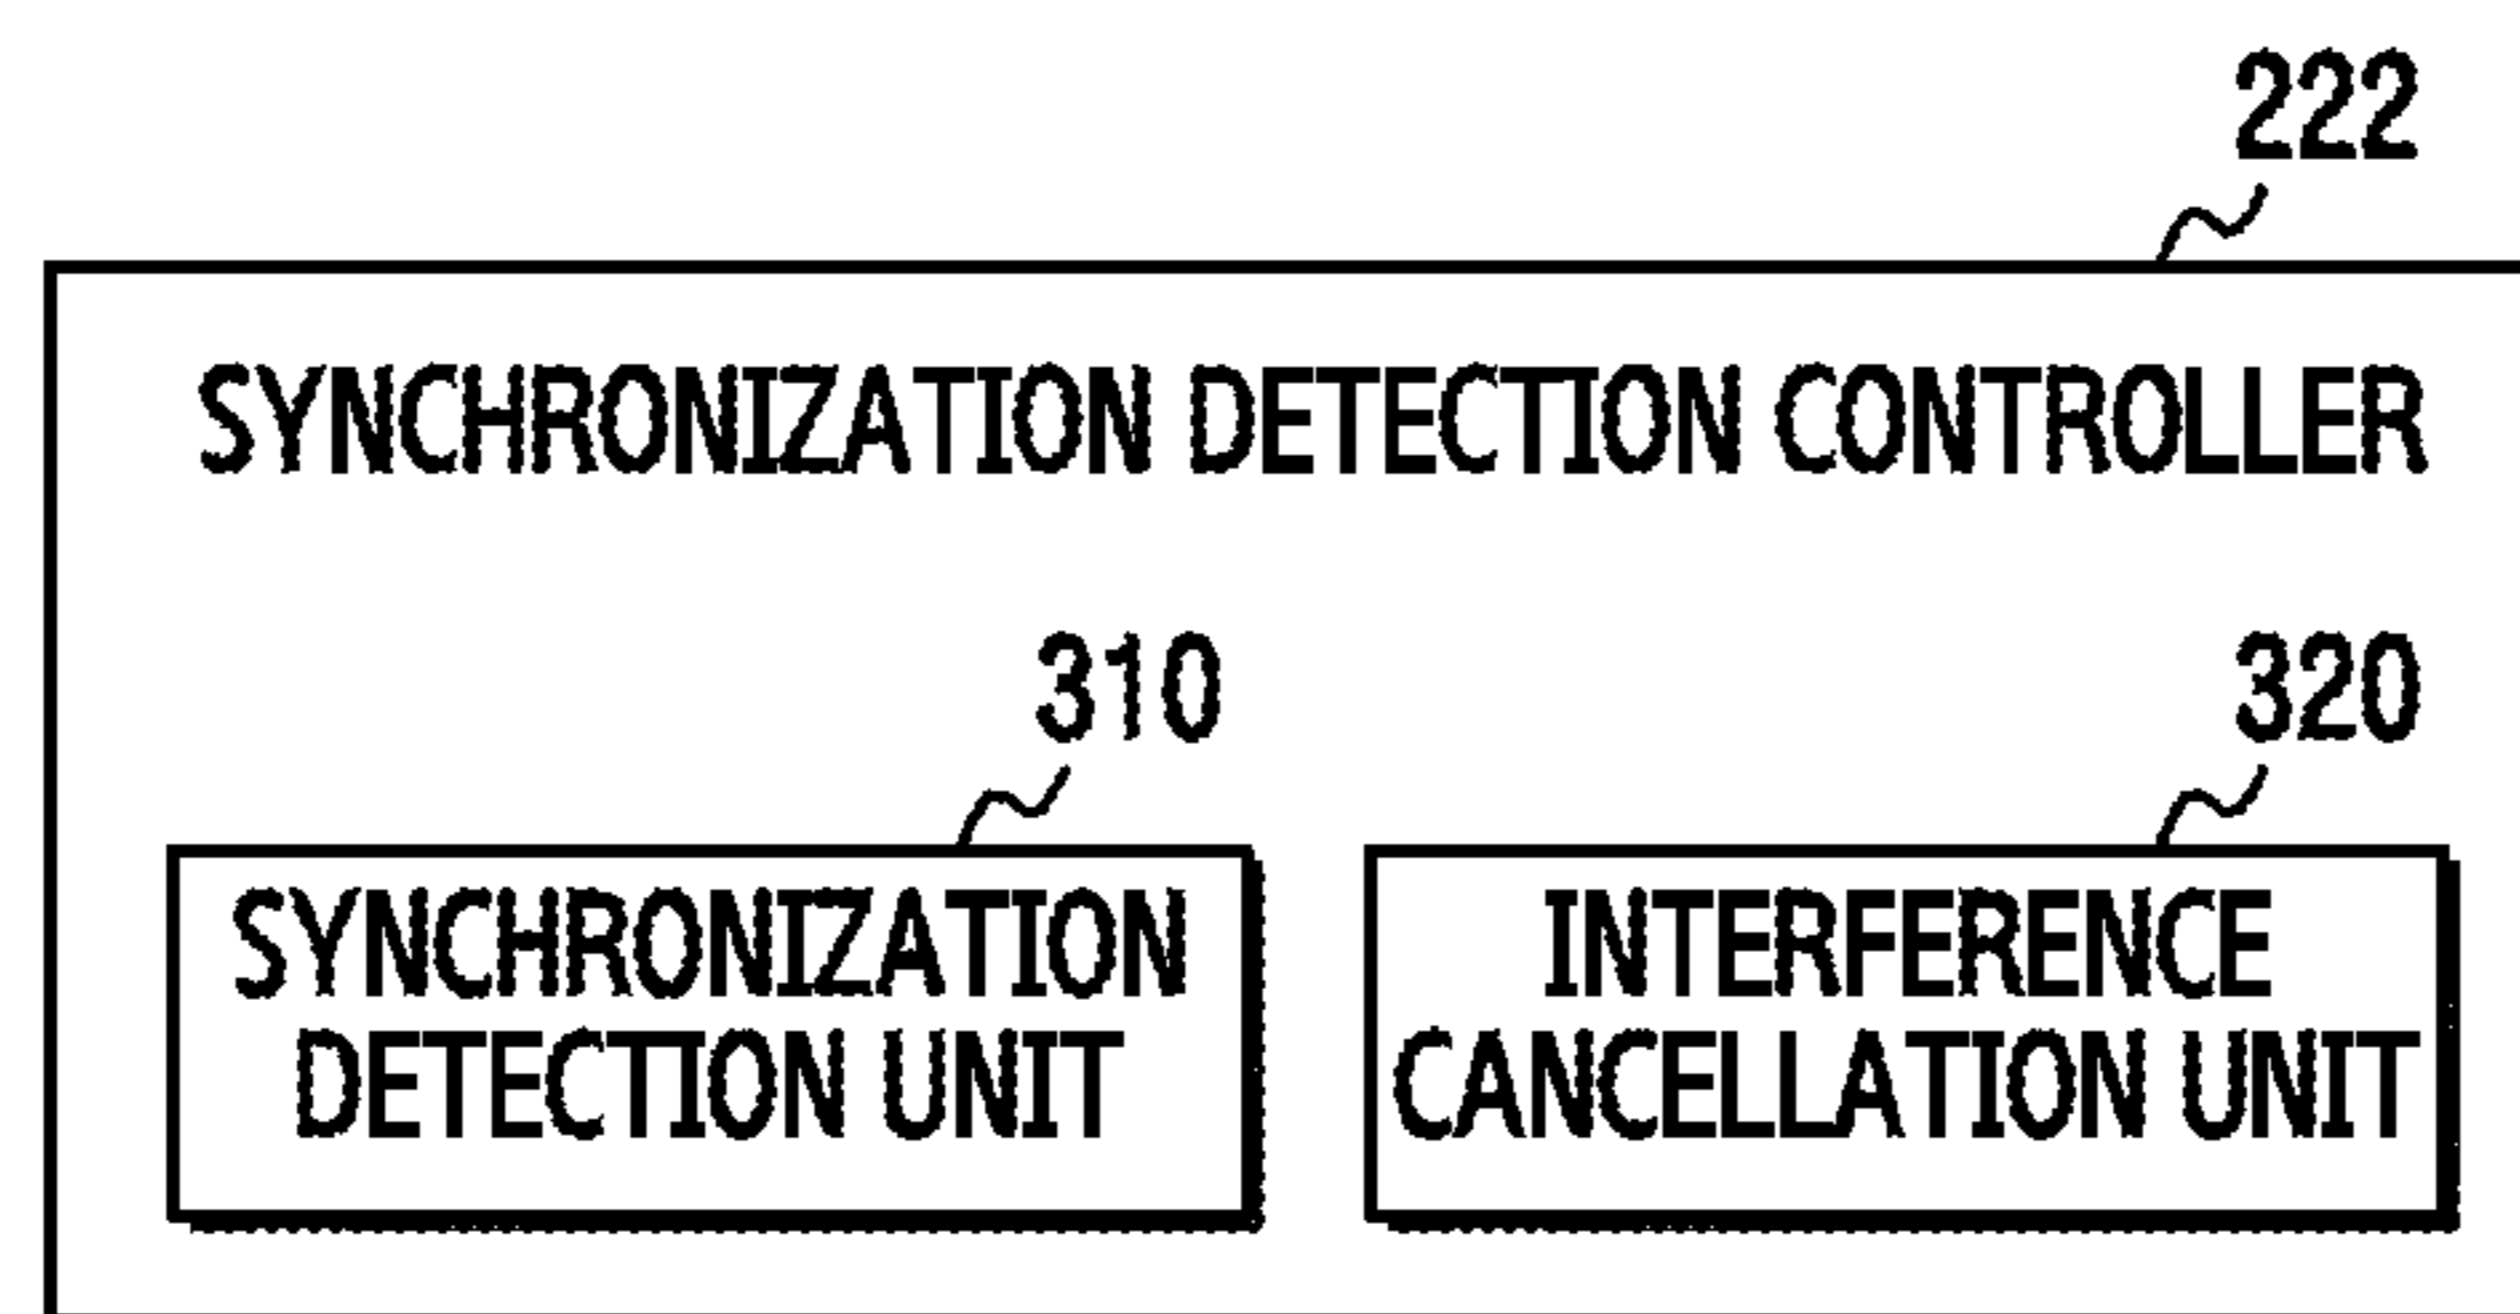 222
SYNCHRONIZATION DETECTION CONTROLLER
310
320
SYNCHRONIZATION
DETECTION UNIT
INTERFERENCE
CANCELLATION UNIT